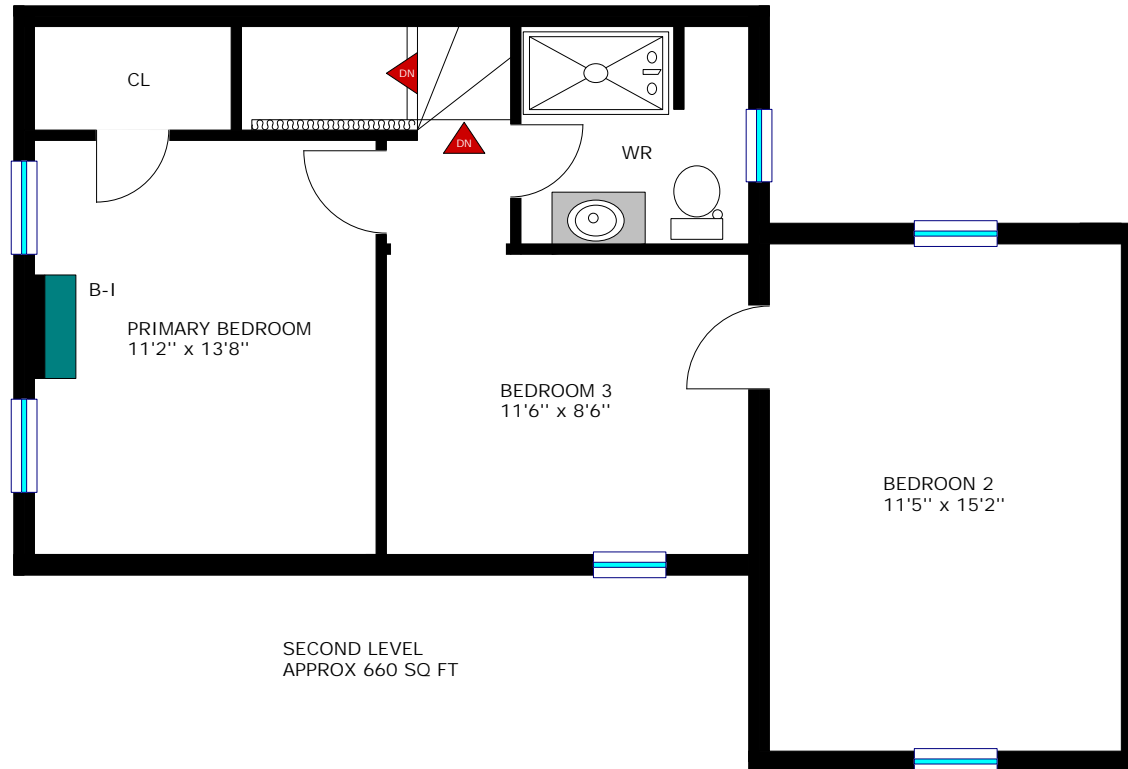 CL
DN
DN
WR
B-I
PRIMARY BEDROOM
11'2'' x 13'8''
BEDROOM 3
11'6'' x 8'6''
BEDROON 2
11'5'' x 15'2''
SECOND LEVEL
APPROX 660 SQ FT